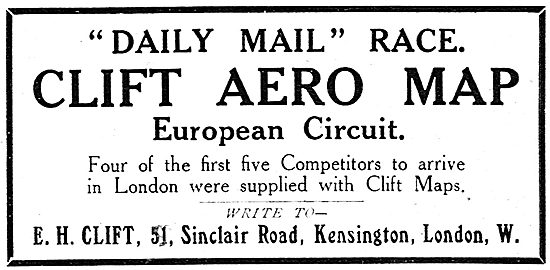 "DAILY MAIL" RACE.
CLIFT AERO MAP
European Circuit.
Four of the first five Competitors to arrive
in London were supplied with Clift Maps.
WRITE TO—
E. H. CLIFT, 51, Sinclair Road, Kensington, London, W.